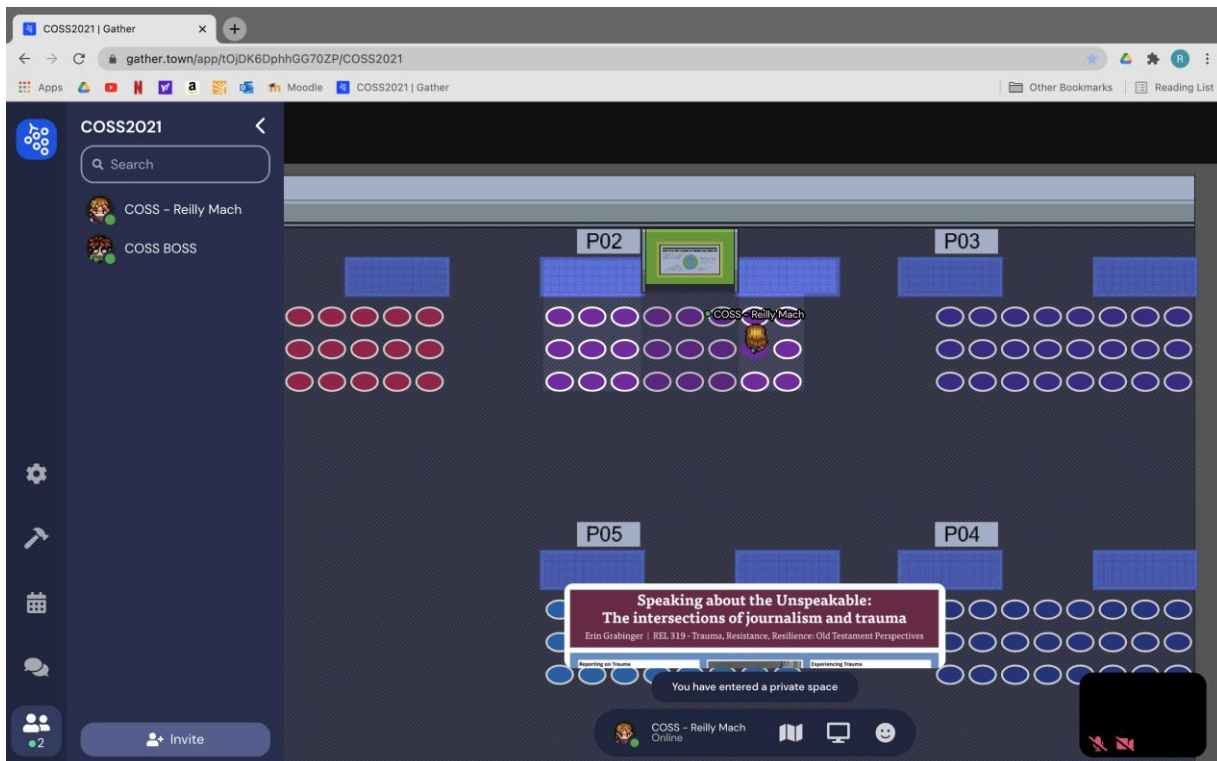 COSS2021 | Gather
gather.town/app/tOjDK6DphhGG70ZP/COSS2021
R
Apps
N
a
Moodle
COSS2021 | Gather
Other Bookmarks
Reading List
COSS2021
Search
COSS - Reilly Mach
COSS BOSS
P02
P03
COSS - Reilly Mach
P05
P04
Speaking about the Unspeakable:
The intersections of journalism and trauma
Erin Grabinger | REL 319 - Trauma, Resistance, Resilience: Old Testament Perspectives
Reporting on Trauma
Experiencing Trauma
You have entered a private space
COSS - Reilly Mach
Online
2
Invite